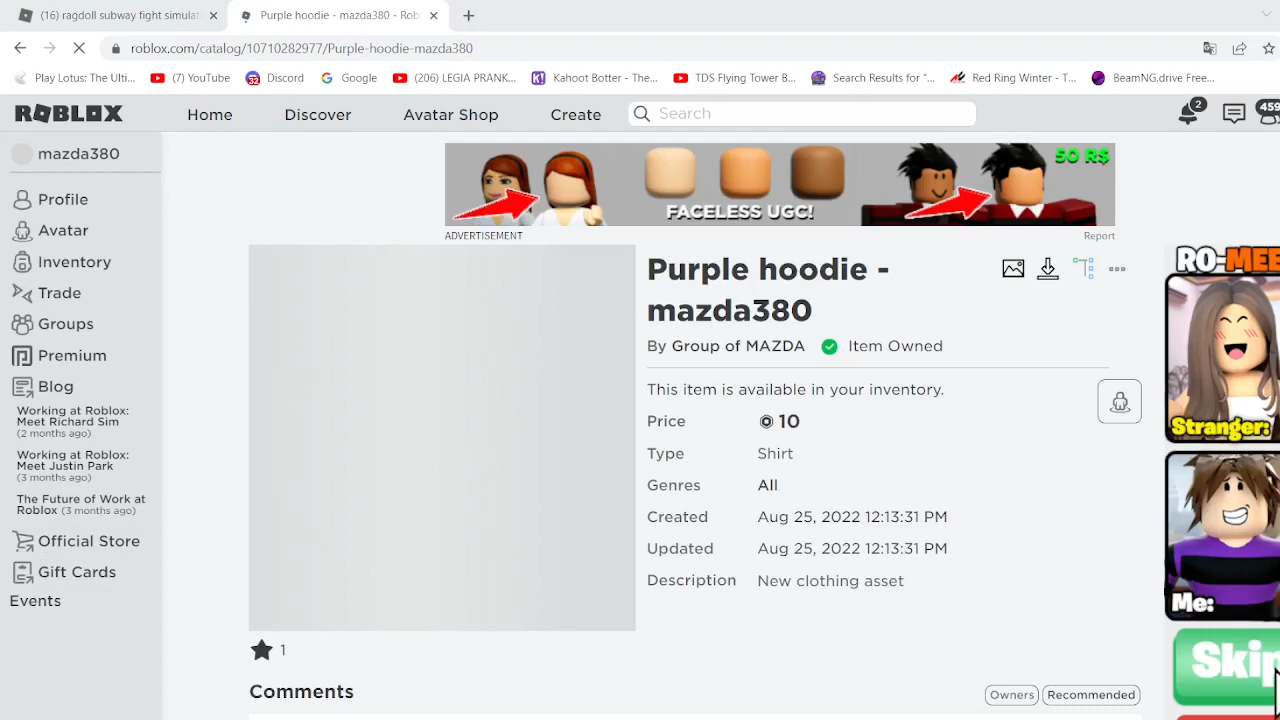 (16) ragdoll subway fight simulat
Purple hoodie - mazda380 - Rob
roblox.com/catalog/10710282977/Purple-hoodie-mazda380
Play Lotus: The Ulti...
(7) YouTube
32
Discord
Google
(206) LEGIA PRANK...
Kahoot Botter - The...
TDS Flying Tower B...
Search Results for "...
Red Ring Winter - T...
BeamNG.drive Free...
ROBLOX
Home
Discover
Avatar Shop
Create
Search
2
459
mazda380
Profile
Avatar
Inventory
Trade
Groups
Premium
Blog
Working at Roblox:
Meet Richard Sim
(2 months ago)
Working at Roblox:
Meet Justin Park
(3 months ago)
The Future of Work at
Roblox (3 months ago)
Official Store
Gift Cards
Events
50 R$
FACELESS UGC!
ADVERTISEMENT
Report
Purple hoodie -
mazda380
By Group of MAZDA
Item Owned
This item is available in your inventory.
Price
10
Type
Shirt
Genres
All
Created
Aug 25, 2022 12:13:31 PM
Updated
Aug 25, 2022 12:13:31 PM
Description
New clothing asset
1
Comments
Owners
Recommended
RO-MEE
Stranger:
Me:
Skip